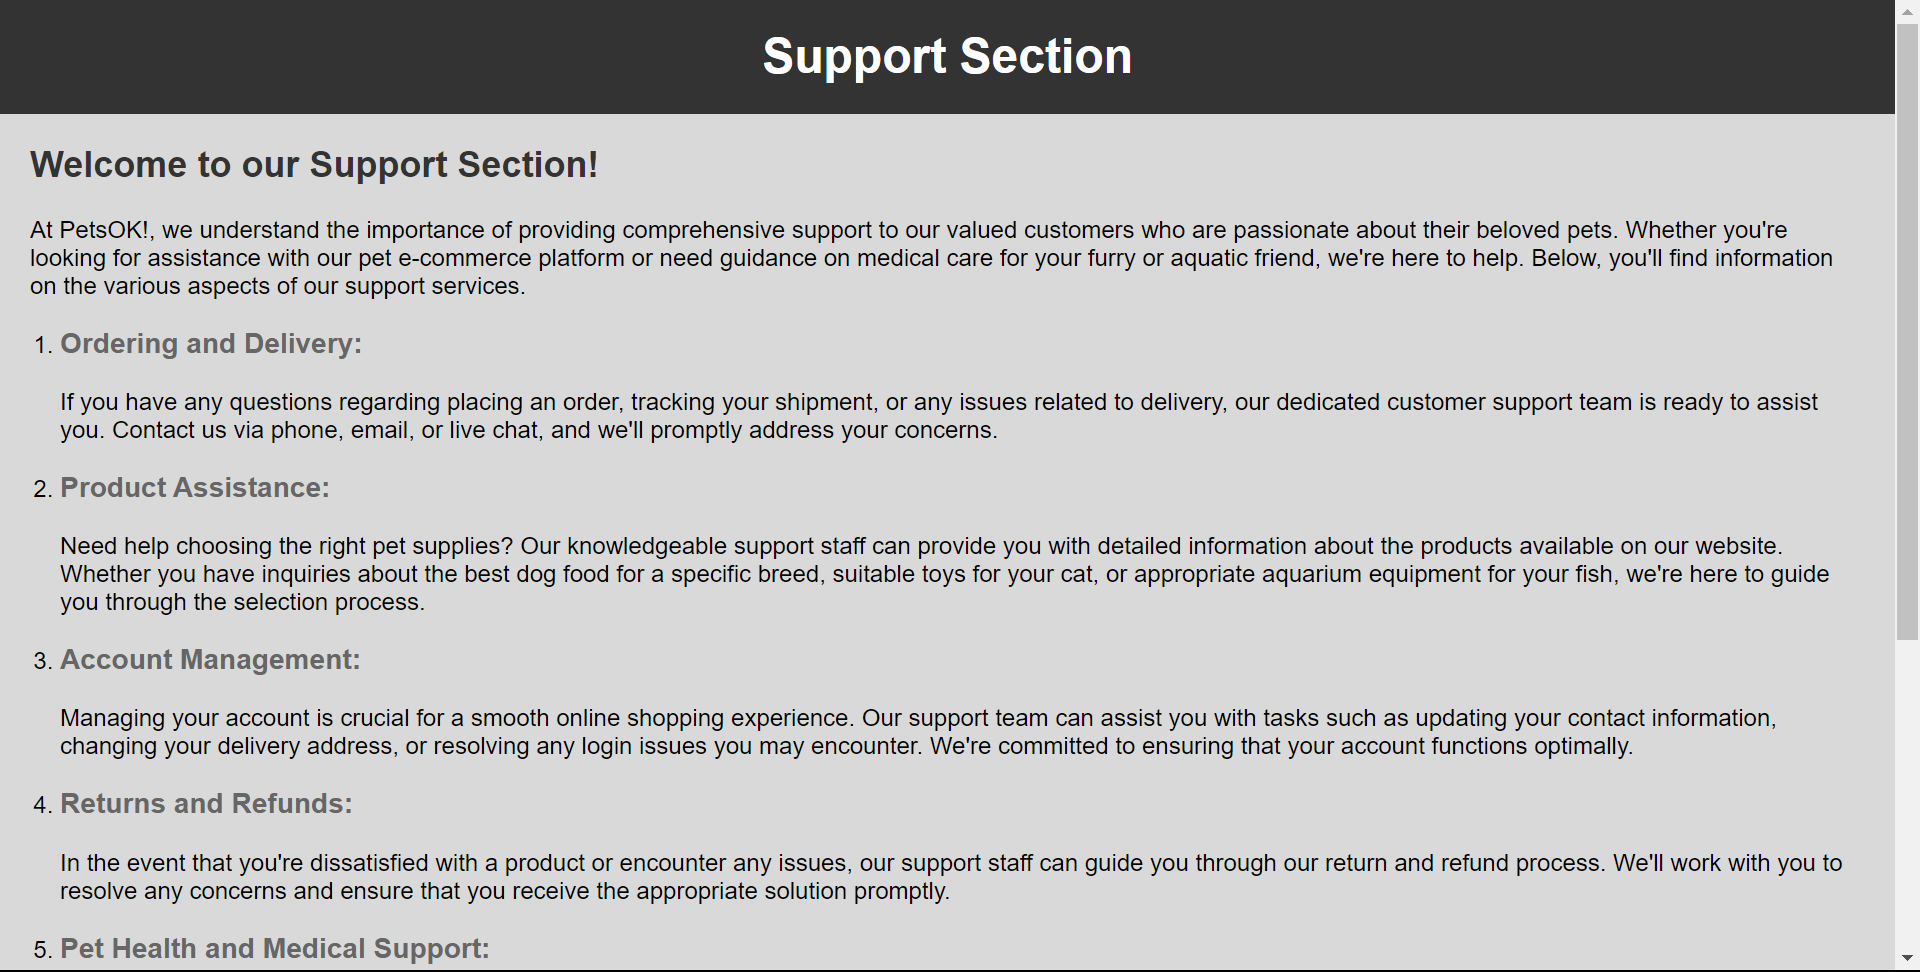 Support Section
Welcome to our Support Section!
At PetsOK!, we understand the importance of providing comprehensive support to our valued customers who are passionate about their beloved pets. Whether you're
looking for assistance with our pet e-commerce platform or need guidance on medical care for your furry or aquatic friend, we're here to help. Below, you'll find information
on the various aspects of our support services.
1. Ordering and Delivery:
If you have any questions regarding placing an order, tracking your shipment, or any issues related to delivery, our dedicated customer support team is ready to assist
you. Contact us via phone, email, or live chat, and we'll promptly address your concerns.
2. Product Assistance:
Need help choosing the right pet supplies? Our knowledgeable support staff can provide you with detailed information about the products available on our website.
Whether you have inquiries about the best dog food for a specific breed, suitable toys for your cat, or appropriate aquarium equipment for your fish, we're here to guide
you through the selection process.
3. Account Management:
Managing your account is crucial for a smooth online shopping experience. Our support team can assist you with tasks such as updating your contact information,
changing your delivery address, or resolving any login issues you may encounter. We're committed to ensuring that your account functions optimally.
4. Returns and Refunds:
In the event that you're dissatisfied with a product or encounter any issues, our support staff can guide you through our return and refund process. We'll work with you to
resolve any concerns and ensure that you receive the appropriate solution promptly.
5. Pet Health and Medical Support: